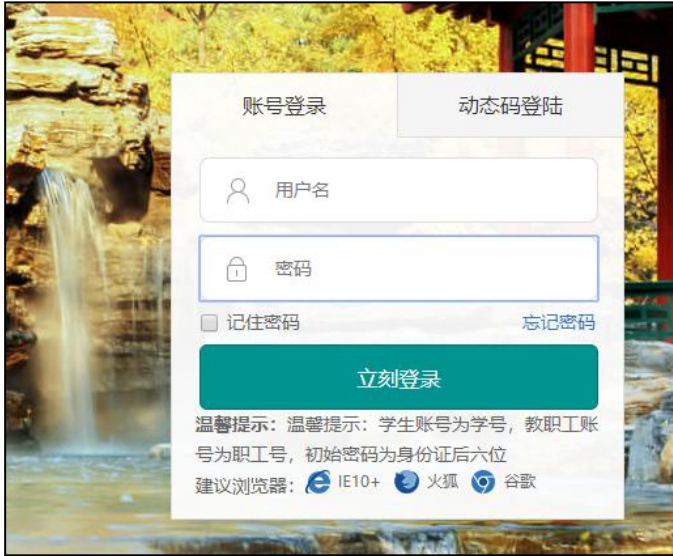 账号登录
动态码登陆
用户名
密码
记住密码
忘记密码
立刻登录
温馨提示：温馨提示：学生账号为学号，教职工账
号为职工号，初始密码为身份证后六位
建议浏览器： IE10+ 火狐 谷歌